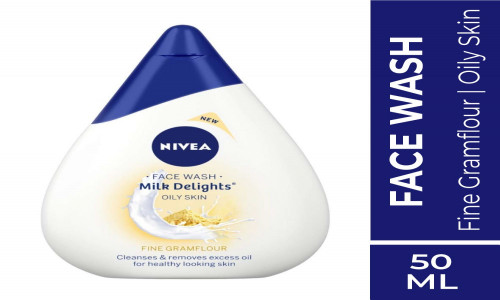 NEW
NIVEA
- FACE WASH -
Milk Delights®
OILY SKIN
FINE GRAMFLOUR
Cleanses & removes excess oil
for healthy looking skin
FACE WASH
Fine Gramflour | Oily Skin
50
ML